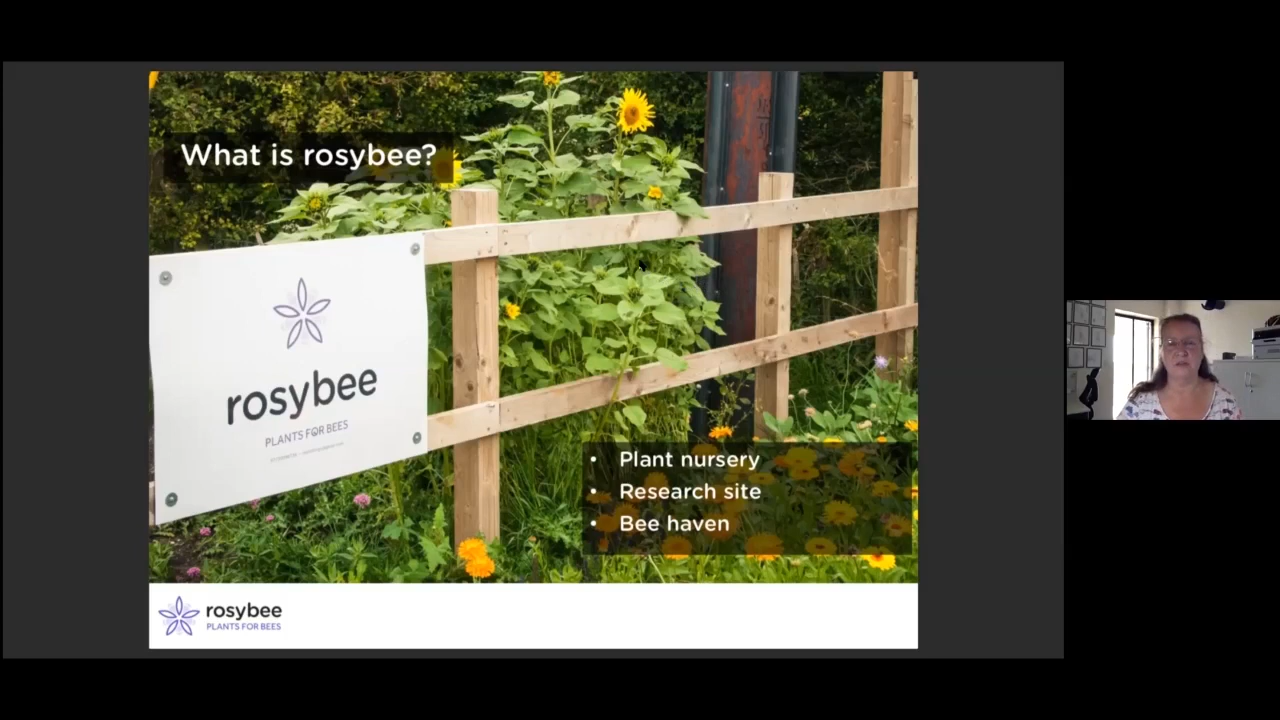 What is rosybee?
rosybee
PLANTS FOR BEES
• Plant nursery
• Research site
• Bee haven
rosybee
PLANTS FOR BEES